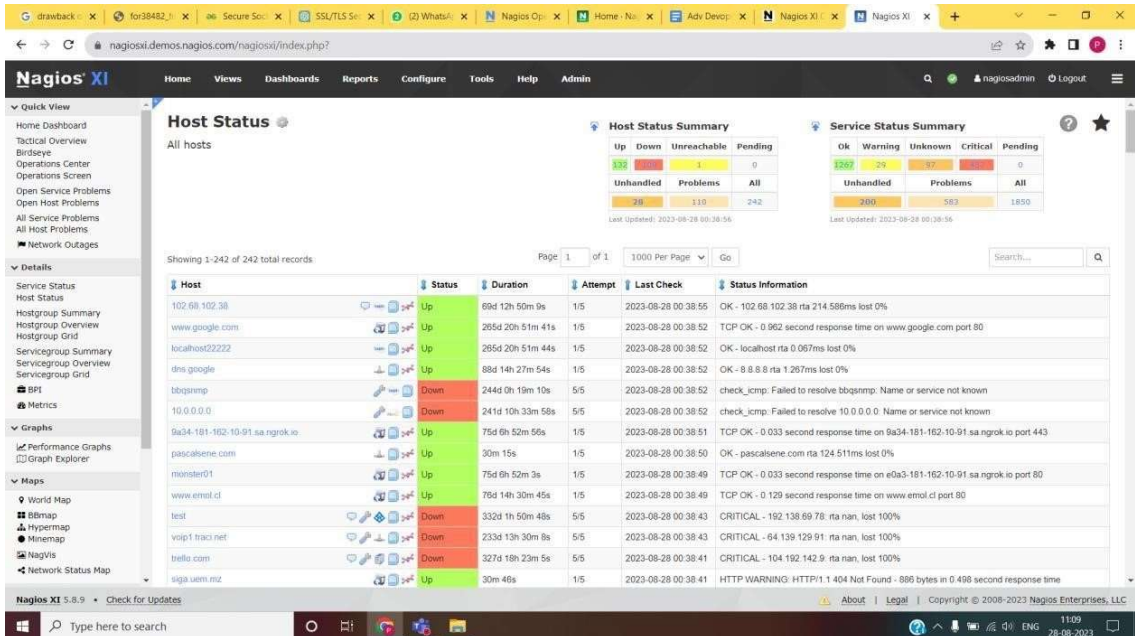 drawback o
for38482_h
Secure Soc
SSL/TLS Se
(2) WhatsA
Nagios Ope
Home - Na
Adv Devop
Nagios XI
Nagios XI
nagiosxi.demos.nagios.com/nagiosxi/index.php?
Nagios XI Home Views Dashboards Reports Configure Tools Help Admin nagiosadmin Logout
Quick View
Home Dashboard
Tactical Overview
Birdseye
Operations Center
Operations Screen
Open Service Problems
Open Host Problems
All Service Problems
All Host Problems
Network Outages
Details
Service Status
Host Status
Hostgroup Summary
Hostgroup Overview
Hostgroup Grid
Servicegroup Summary
Servicegroup Overview
Servicegroup Grid
BPI
Metrics
Graphs
Performance Graphs
Graph Explorer
Maps
World Map
BBmap
Hypermap
Minemap
NagVis
Network Status Map
Host Status
All hosts
Host Status Summary
Up Down Unreachable Pending
132 1 0
Unhandled Problems All
28 110 242
Last Updated: 2023-08-28 00:38:56
Service Status Summary
Ok Warning Unknown Critical Pending
1267 29 97 0
Unhandled Problems All
200 583 1850
Last Updated: 2023-08-28 00:38:56
Showing 1-242 of 242 total records
Page 1 of 1 1000 Per Page Go
Search...
Host Status Duration Attempt Last Check Status Information
102.68.102.38 Up 69d 12h 50m 9s 1/5 2023-08-28 00:38:55 OK - 102.68.102.38 rta 214.586ms lost 0%
www.google.com Up 265d 20h 51m 41s 1/5 2023-08-28 00:38:52 TCP OK - 0.962 second response time on www.google.com port 80
localhost22222 Up 265d 20h 51m 44s 1/5 2023-08-28 00:38:52 OK - localhost rta 0.067ms lost 0%
dns.google Up 88d 14h 27m 54s 1/5 2023-08-28 00:38:52 OK - 8.8.8.8 rta 1.267ms lost 0%
bbqsnmp Down 244d 0h 19m 10s 5/5 2023-08-28 00:38:52 check_icmp: Failed to resolve bbqsnmp: Name or service not known
10.0.0.0.0 Down 241d 10h 33m 58s 5/5 2023-08-28 00:38:52 check_icmp: Failed to resolve 10.0.0.0.0: Name or service not known
9a34-181-162-10-91.sa.ngrok.io Up 75d 6h 52m 56s 1/5 2023-08-28 00:38:51 TCP OK - 0.033 second response time on 9a34-181-162-10-91.sa.ngrok.io port 443
pascalsene.com Up 30m 15s 1/5 2023-08-28 00:38:50 OK - pascalsene.com rta 124.511ms lost 0%
monster01 Up 75d 6h 52m 3s 1/5 2023-08-28 00:38:49 TCP OK - 0.033 second response time on e0a3-181-162-10-91.sa.ngrok.io port 80
www.emol.cl Up 76d 14h 30m 45s 1/5 2023-08-28 00:38:49 TCP OK - 0.129 second response time on www.emol.cl port 80
test Down 332d 1h 50m 48s 5/5 2023-08-28 00:38:43 CRITICAL - 192.138.69.78: rta nan, lost 100%
voip1.traci.net Down 233d 13h 30m 8s 5/5 2023-08-28 00:38:43 CRITICAL - 64.139.129.91: rta nan, lost 100%
trello.com Down 327d 18h 23m 5s 5/5 2023-08-28 00:38:41 CRITICAL - 104.192.142.9: rta nan, lost 100%
siga.uem.mz Up 30m 46s 1/5 2023-08-28 00:38:41 HTTP WARNING: HTTP/1.1 404 Not Found - 886 bytes in 0.498 second response time
Nagios XI 5.8.9 • Check for Updates About | Legal | Copyright © 2008-2023 Nagios Enterprises, LLC
Type here to search
ENG
11:09
28-08-2023